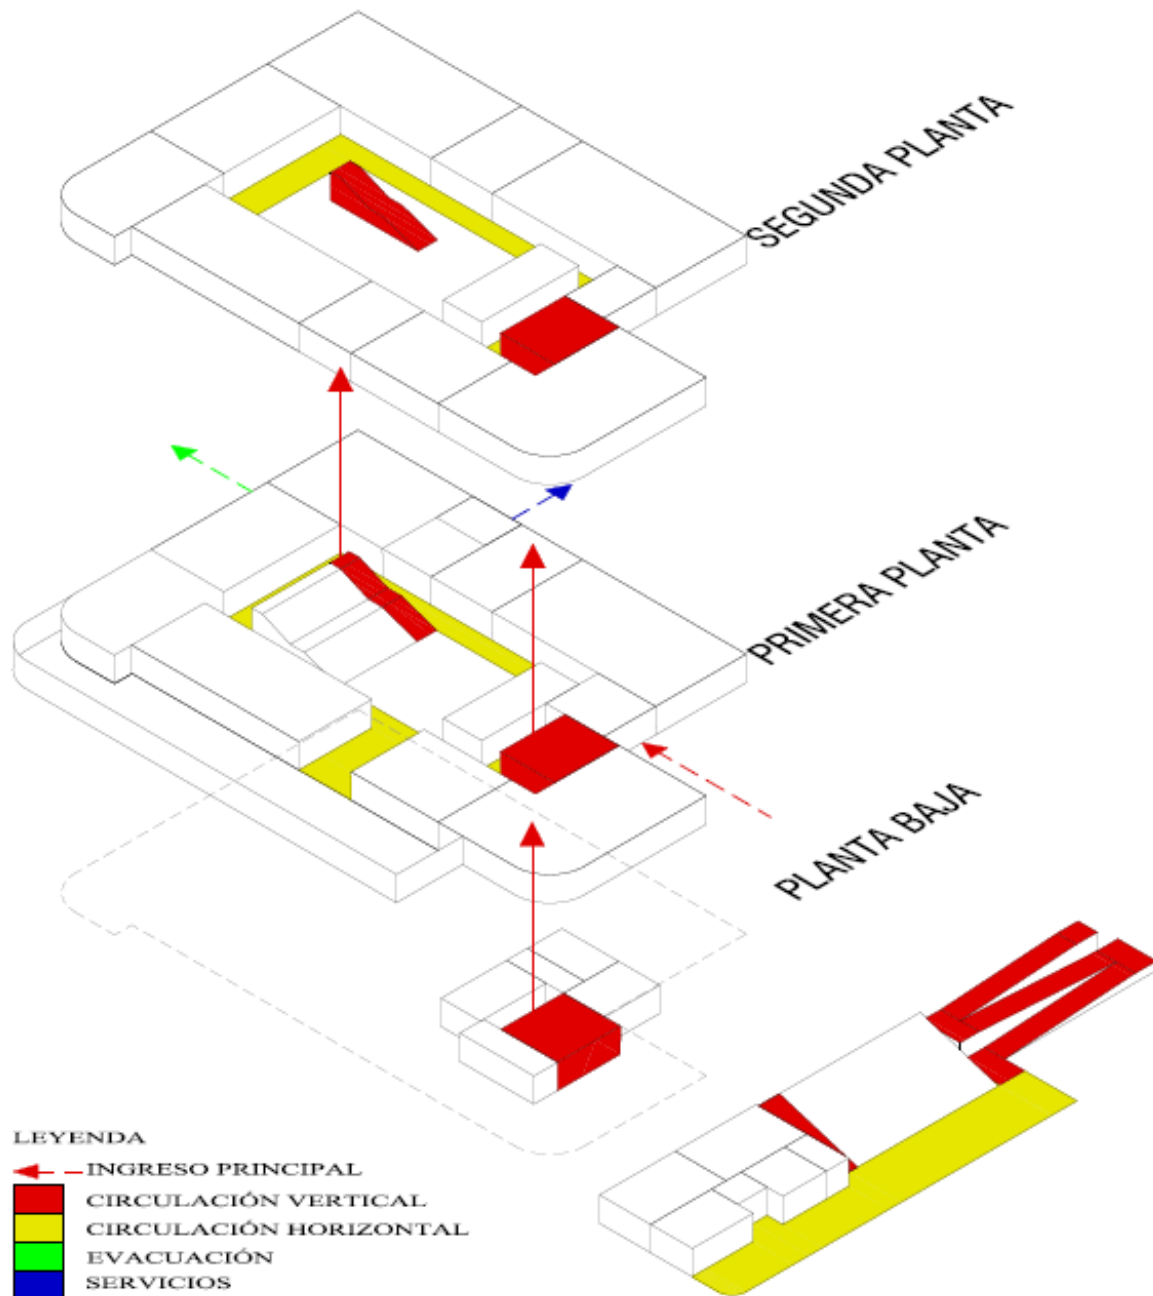 SEGUNDA PLANTA
PRIMERA PLANTA
PLANTA BAJA
LEYENDA
INGRESO PRINCIPAL
CIRCULACIÓN VERTICAL
CIRCULACIÓN HORIZONTAL
EVACUACIÓN
SERVICIOS